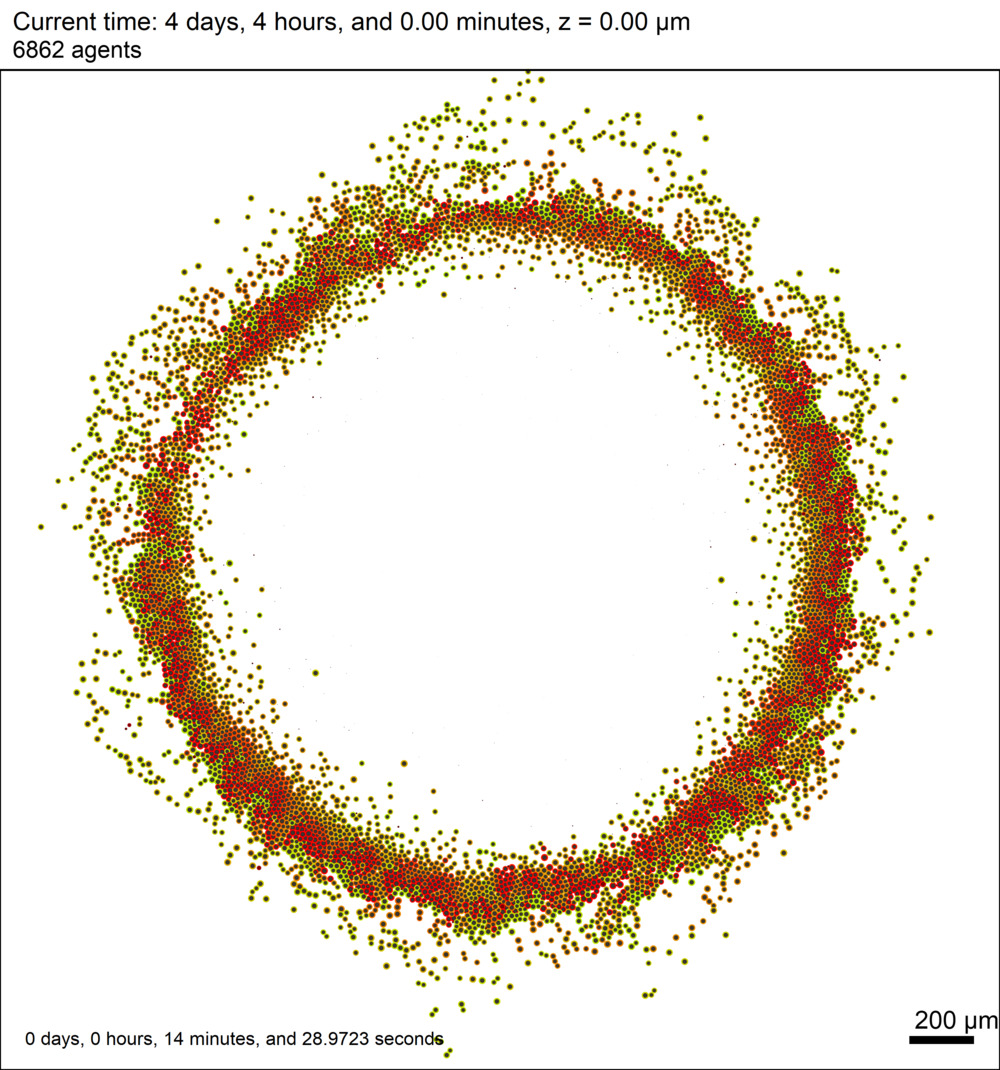 Current time: 4 days, 4 hours, and 0.00 minutes, z = 0.00 μm
6862 agents
0 days, 0 hours, 14 minutes, and 28.9723 seconds
200 μm